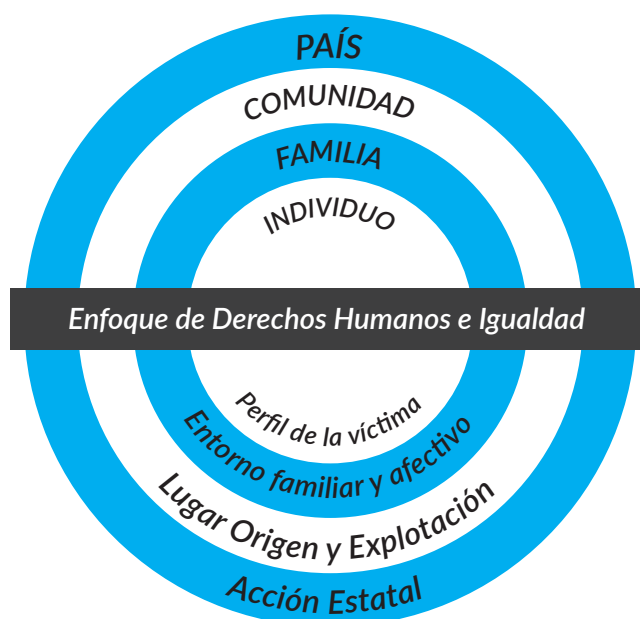 PAÍS
COMUNIDAD
FAMILIA
INDIVIDUO
Enfoque de Derechos Humanos e Igualdad
Perfil de la víctima
Entorno familiar y afectivo
Lugar Origen y Explotación
Acción Estatal